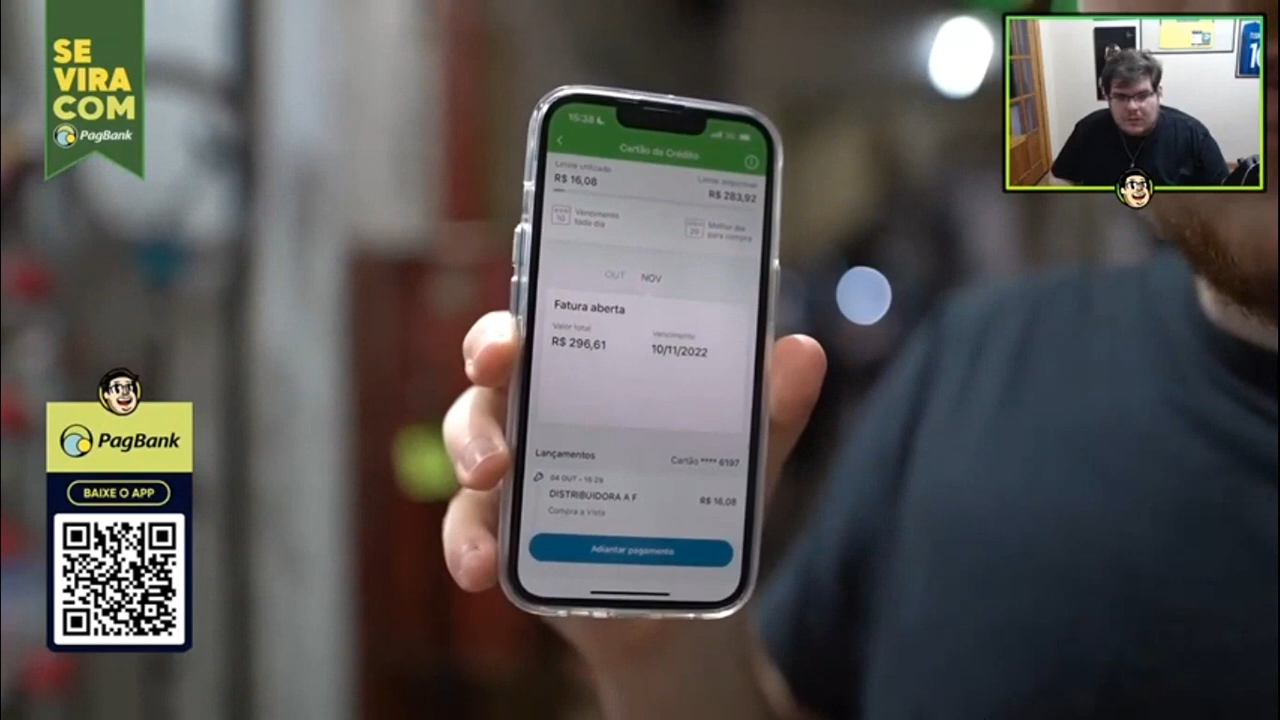 SE
VIRA
COM
PagBank
PagBank
BAIXE O APP
15:38
Cartão de Crédito
Limite utilizado
R$ 16,08
Limite disponível
R$ 283,92
10
Vencimento
todo dia
29
Melhor dia
para compra
OUT NOV
Fatura aberta
Valor total
R$ 296,61
Vencimento
10/11/2022
Lançamentos
Cartão **** 6197
04 OUT - 16:29
DISTRIBUIDORA A F
R$ 16,08
Compra a Vista
Adiantar pagamento